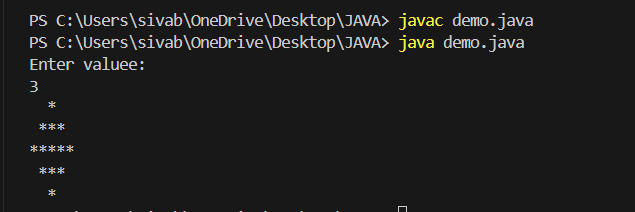 PS C:\Users\sivab\OneDrive\Desktop\JAVA> javac demo.java
PS C:\Users\sivab\OneDrive\Desktop\JAVA> java demo.java
Enter valuee:
3
  *
 ***
*****
 ***
  *